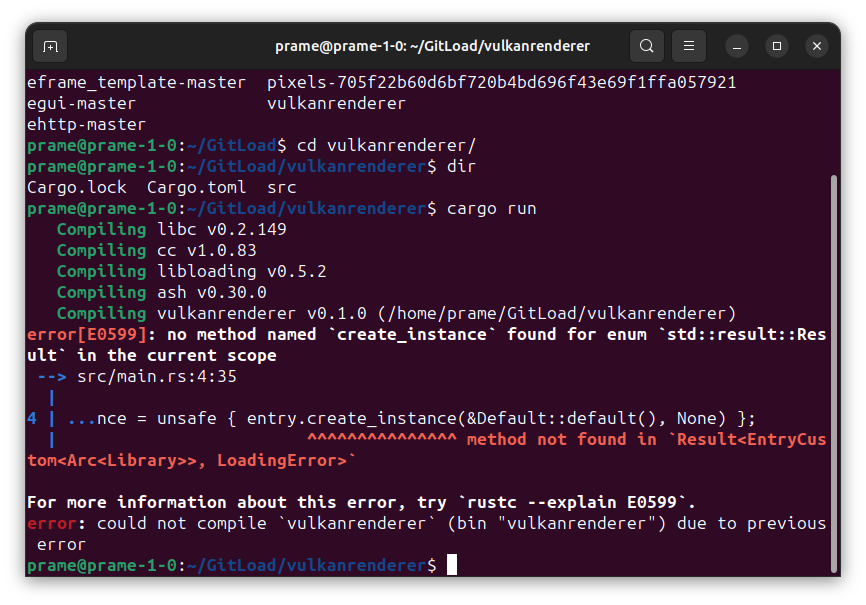 prame@prame-1-0: ~/GitLoad/vulkanrenderer
eframe_template-master  pixels-705f22b60d6bf720b4bd696f43e69f1ffa057921
egui-master             vulkanrenderer
ehttp-master
prame@prame-1-0:~/GitLoad$ cd vulkanrenderer/
prame@prame-1-0:~/GitLoad/vulkanrenderer$ dir
Cargo.lock  Cargo.toml  src
prame@prame-1-0:~/GitLoad/vulkanrenderer$ cargo run
   Compiling libc v0.2.149
   Compiling cc v1.0.83
   Compiling libloading v0.5.2
   Compiling ash v0.30.0
   Compiling vulkanrenderer v0.1.0 (/home/prame/GitLoad/vulkanrenderer)
error[E0599]: no method named `create_instance` found for enum `std::result::Res
ult` in the current scope
 --> src/main.rs:4:35
  |
4 | ...nce = unsafe { entry.create_instance(&Default::default(), None) };
  |                         ^^^^^^^^^^^^^^^ method not found in `Result<EntryCus
tom<Arc<Library>>, LoadingError>`

For more information about this error, try `rustc --explain E0599`.
error: could not compile `vulkanrenderer` (bin "vulkanrenderer") due to previous
 error
prame@prame-1-0:~/GitLoad/vulkanrenderer$